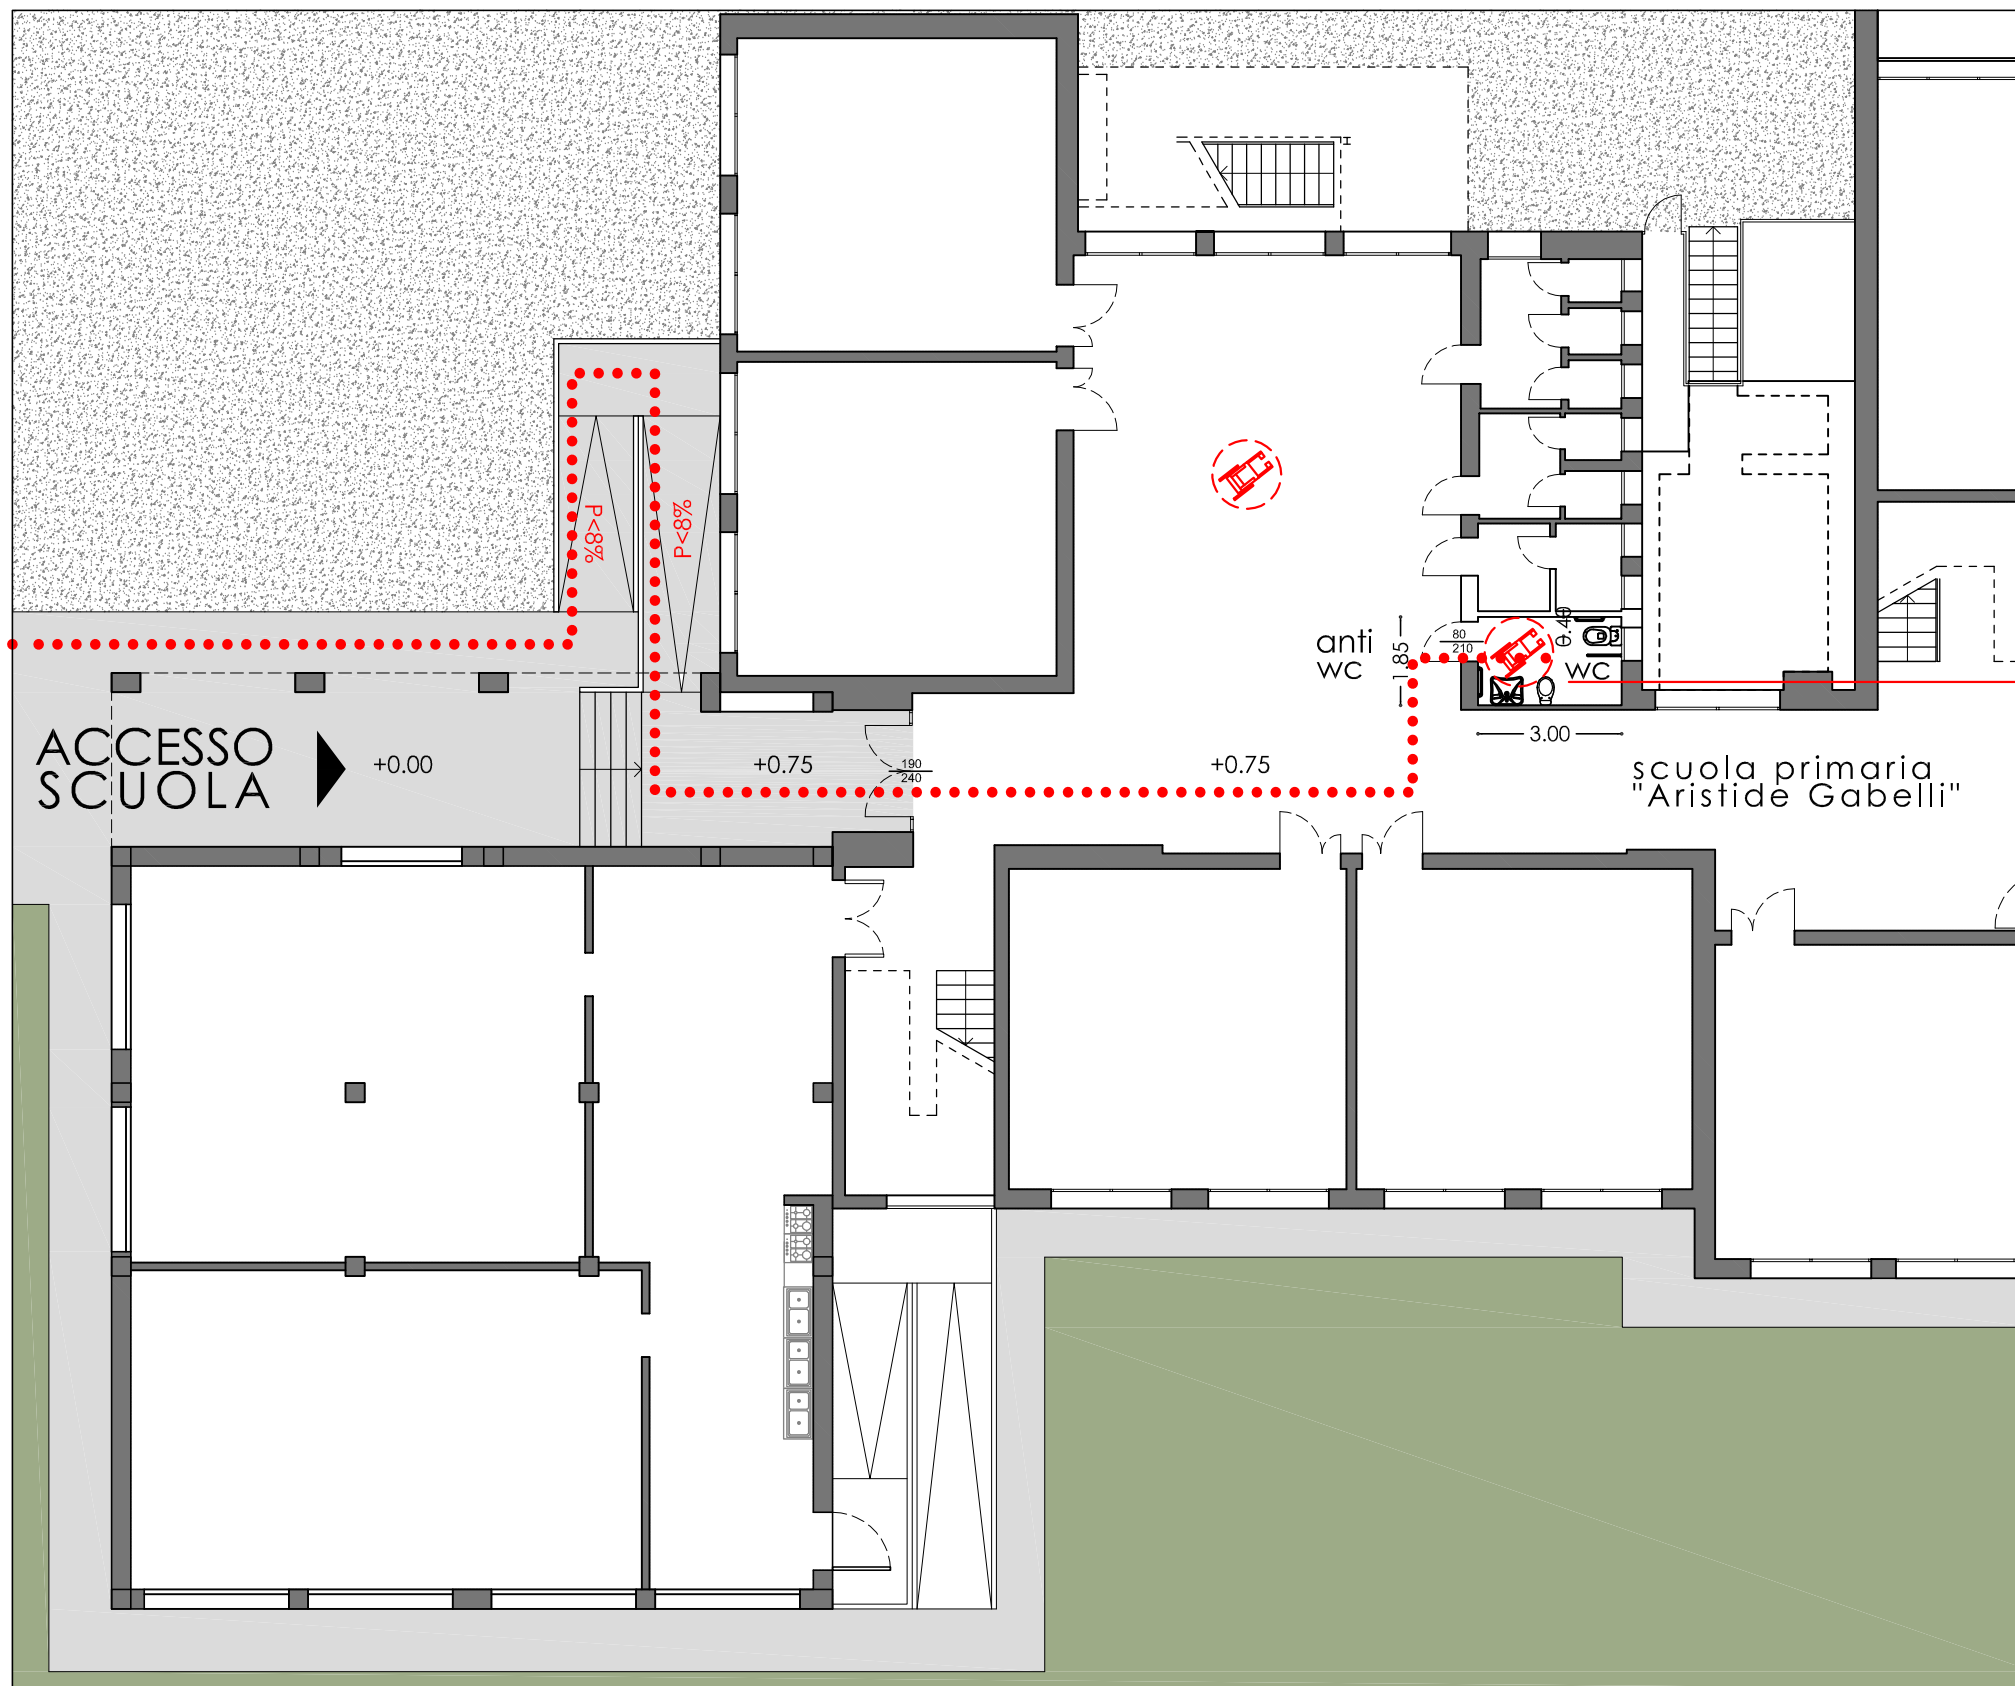 P<8%
P<8%
anti
wc
1.85
80
210
0.40
wc
3.00
ACCESSO
SCUOLA
+0.00
+0.75
190
240
+0.75
scuola primaria
"Aristide Gabelli"